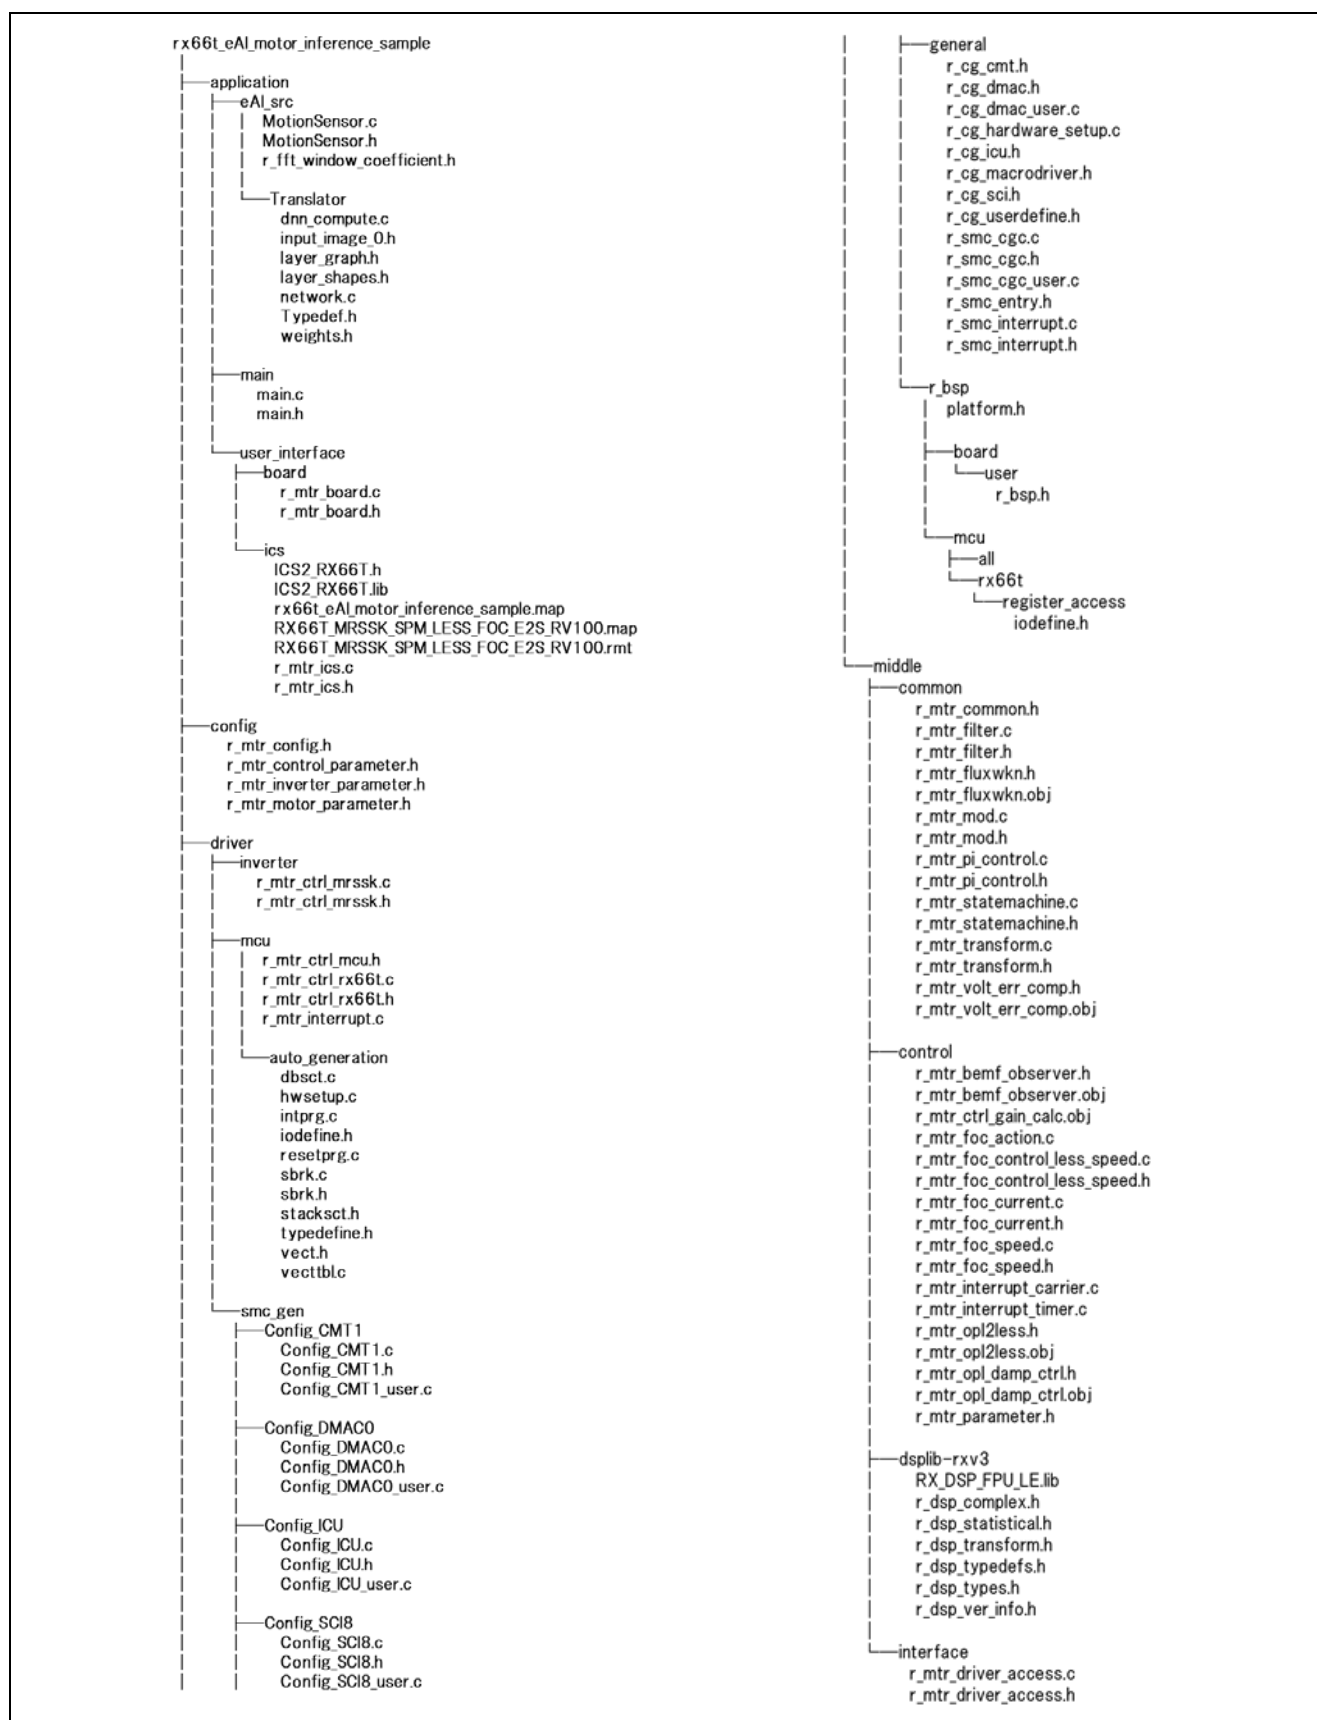 rx66t_eAI_motor_inference_sample
application
eAI_src
MotionSensor.c
MotionSensor.h
r_fft_window_coefficient.h
Translator
dnn_compute.c
input_image_0.h
layer_graph.h
layer_shapes.h
network.c
Typedef.h
weights.h
main
main.c
main.h
user_interface
board
r_mtr_board.c
r_mtr_board.h
ics
ICS2_RX66T.h
ICS2_RX66T.lib
rx66t_eAI_motor_inference_sample.map
RX66T_MRSSK_SPM_LESS_FOC_E2S_RV100.map
RX66T_MRSSK_SPM_LESS_FOC_E2S_RV100.rmt
r_mtr_ics.c
r_mtr_ics.h
config
r_mtr_config.h
r_mtr_control_parameter.h
r_mtr_inverter_parameter.h
r_mtr_motor_parameter.h
driver
inverter
r_mtr_ctrl_mrssk.c
r_mtr_ctrl_mrssk.h
mcu
r_mtr_ctrl_mcu.h
r_mtr_ctrl_rx66t.c
r_mtr_ctrl_rx66t.h
r_mtr_interrupt.c
auto_generation
dbsct.c
hwsetup.c
intprg.c
iodefine.h
resetprg.c
sbrk.c
sbrk.h
stacksct.h
typedefine.h
vect.h
vecttbl.c
smc_gen
Config_CMT1
Config_CMT1.c
Config_CMT1.h
Config_CMT1_user.c
Config_DMAC0
Config_DMAC0.c
Config_DMAC0.h
Config_DMAC0_user.c
Config_ICU
Config_ICU.c
Config_ICU.h
Config_ICU_user.c
Config_SCI8
Config_SCI8.c
Config_SCI8.h
Config_SCI8_user.c
general
r_cg_cmt.h
r_cg_dmac.h
r_cg_dmac_user.c
r_cg_hardware_setup.c
r_cg_icu.h
r_cg_macrodriver.h
r_cg_sci.h
r_cg_userdefine.h
r_smc_cgc.c
r_smc_cgc.h
r_smc_cgc_user.c
r_smc_entry.h
r_smc_interrupt.c
r_smc_interrupt.h
r_bsp
platform.h
board
user
r_bsp.h
mcu
all
rx66t
register_access
iodefine.h
middle
common
r_mtr_common.h
r_mtr_filter.c
r_mtr_filter.h
r_mtr_fluxwkn.h
r_mtr_fluxwkn.obj
r_mtr_mod.c
r_mtr_mod.h
r_mtr_pi_control.c
r_mtr_pi_control.h
r_mtr_statemachine.c
r_mtr_statemachine.h
r_mtr_transform.c
r_mtr_transform.h
r_mtr_volt_err_comp.h
r_mtr_volt_err_comp.obj
control
r_mtr_bemf_observer.h
r_mtr_bemf_observer.obj
r_mtr_ctrl_gain_calc.obj
r_mtr_foc_action.c
r_mtr_foc_control_less_speed.c
r_mtr_foc_control_less_speed.h
r_mtr_foc_current.c
r_mtr_foc_current.h
r_mtr_foc_speed.c
r_mtr_foc_speed.h
r_mtr_interrupt_carrier.c
r_mtr_interrupt_timer.c
r_mtr_opl2less.h
r_mtr_opl2less.obj
r_mtr_opl_damp_ctrl.h
r_mtr_opl_damp_ctrl.obj
r_mtr_parameter.h
dsplib-rxv3
RX_DSP_FPU_LE.lib
r_dsp_complex.h
r_dsp_statistical.h
r_dsp_transform.h
r_dsp_typedefs.h
r_dsp_types.h
r_dsp_ver_info.h
interface
r_mtr_driver_access.c
r_mtr_driver_access.h